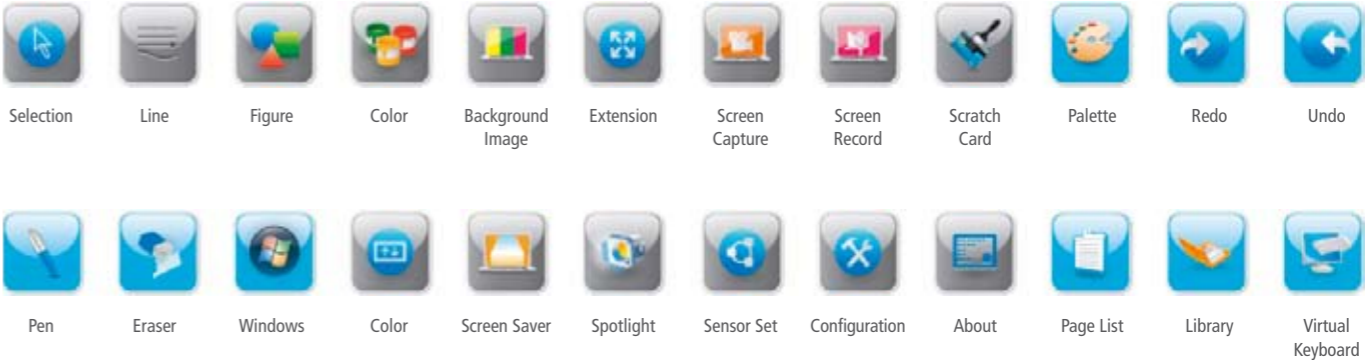 Selection Line Figure Color Background Image Extension Screen Capture Screen Record Scratch Card Palette Redo Undo
Pen Eraser Windows Color Screen Saver Spotlight Sensor Set Configuration About Page List Library Virtual Keyboard